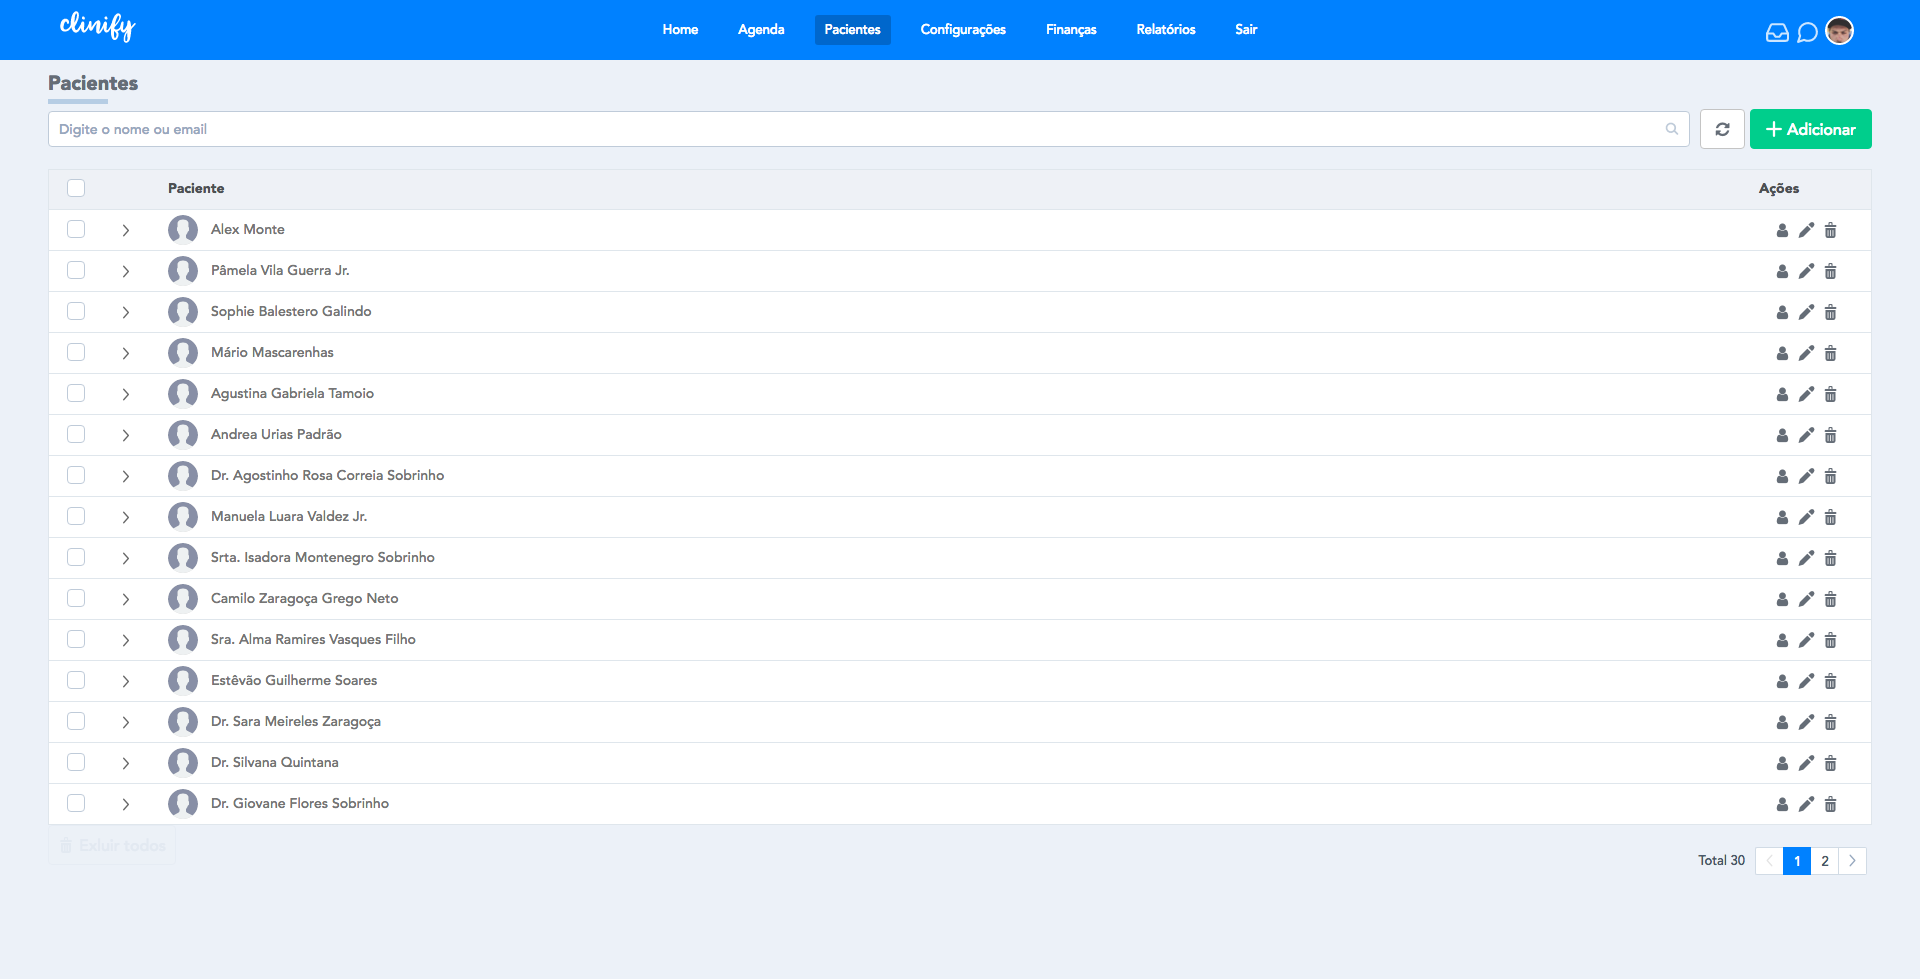 clinify
Home Agenda Pacientes Configurações Finanças Relatórios Sair
Pacientes
Digite o nome ou email
Adicionar
Paciente Ações
Alex Monte
Pâmela Vila Guerra Jr.
Sophie Balestero Galindo
Mário Mascarenhas
Agustina Gabriela Tamoio
Andrea Urias Padrão
Dr. Agostinho Rosa Correia Sobrinho
Manuela Luara Valdez Jr.
Srta. Isadora Montenegro Sobrinho
Camilo Zaragoça Grego Neto
Sra. Alma Ramires Vasques Filho
Estêvão Guilherme Soares
Dr. Sara Meireles Zaragoça
Dr. Silvana Quintana
Dr. Giovane Flores Sobrinho
Exluir todos
Total 30 1 2